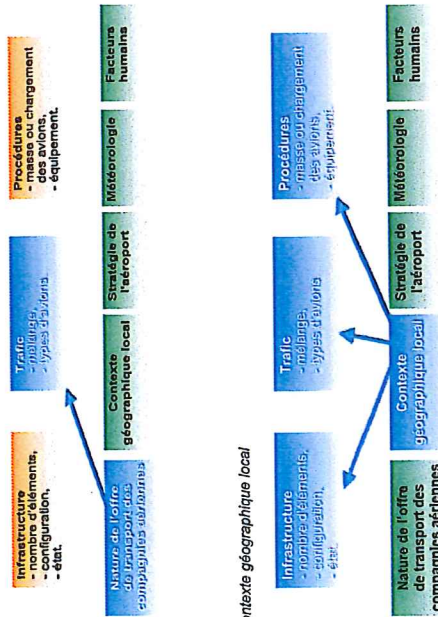 Infrastructure
- nombre d'éléments,
- configuration,
- état.
Trafic
- mélange,
- types d'avions.
Procédures
- masse ou chargement
des avions,
- équipement.
Nature de l'offre
de transport des
compagnies aériennes
Contexte
géographique local
Stratégie de
l'aéroport
Météorologie
Facteurs
humains
ontexte géographique local
Infrastructure
- nombre d'éléments,
- configuration,
- état.
Trafic
- mélange,
- types d'avions
Procédures
- masse ou chargement
des avions,
- équipement.
Nature de l'offre
de transport des
compagnies aériennes
Contexte
géographique local
Stratégie de
l'aéroport
Météorologie
Facteurs
humains